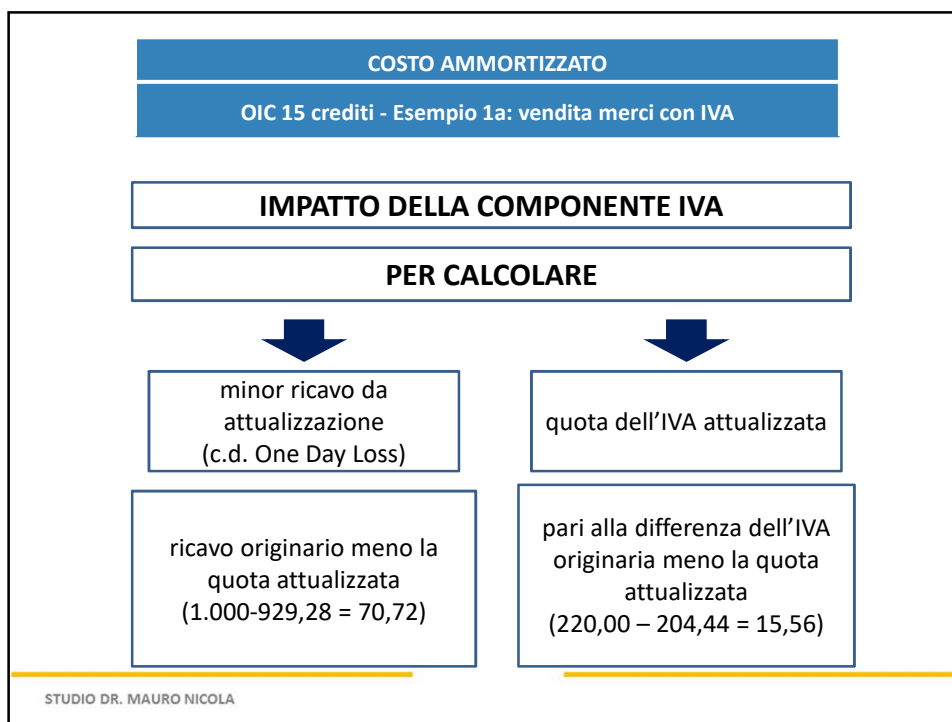 COSTO AMMORTIZZATO
OIC 15 crediti - Esempio 1a: vendita merci con IVA
IMPATTO DELLA COMPONENTE IVA
PER CALCOLARE
minor ricavo da
attualizzazione
(c.d. One Day Loss)
quota dell'IVA attualizzata
ricavo originario meno la
quota attualizzata
(1.000-929,28 = 70,72)
pari alla differenza dell'IVA
originaria meno la quota
attualizzata
(220,00 – 204,44 = 15,56)
STUDIO DR. MAURO NICOLA